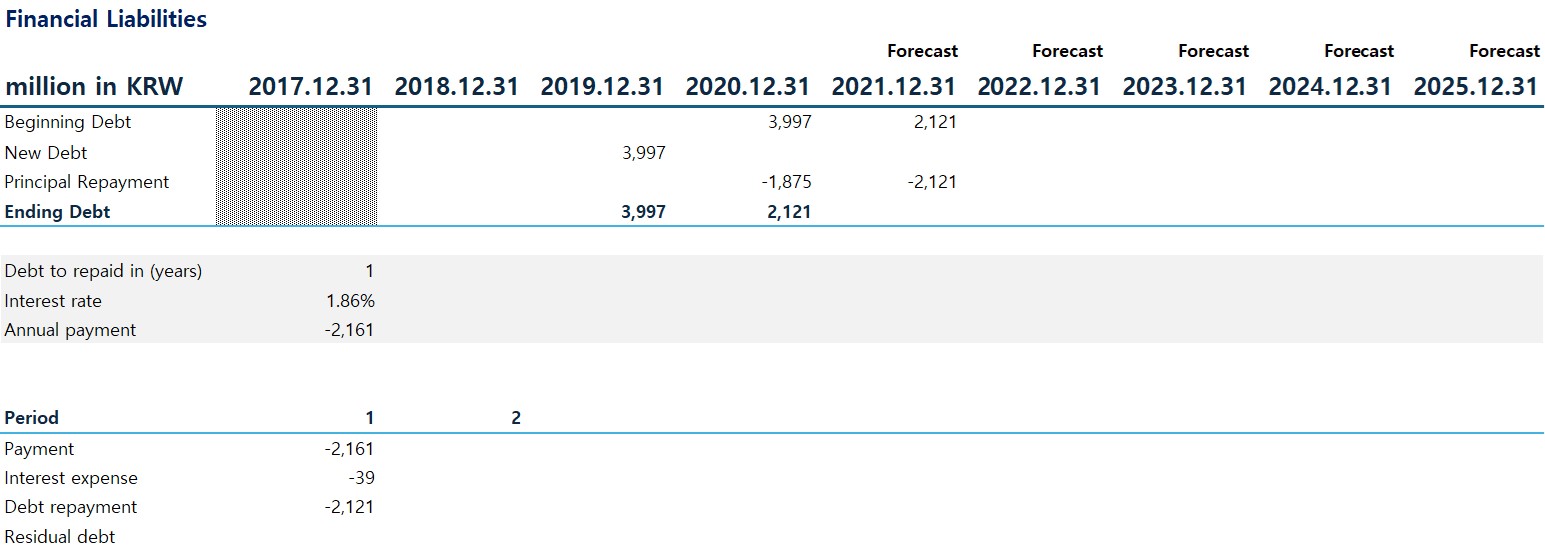 Financial Liabilities
Forecast Forecast Forecast Forecast Forecast
million in KRW 2017.12.31 2018.12.31 2019.12.31 2020.12.31 2021.12.31 2022.12.31 2023.12.31 2024.12.31 2025.12.31
Beginning Debt 3,997 2,121
New Debt 3,997
Principal Repayment -1,875 -2,121
Ending Debt 3,997 2,121
Debt to repaid in (years) 1
Interest rate 1.86%
Annual payment -2,161
Period 1 2
Payment -2,161
Interest expense -39
Debt repayment -2,121
Residual debt